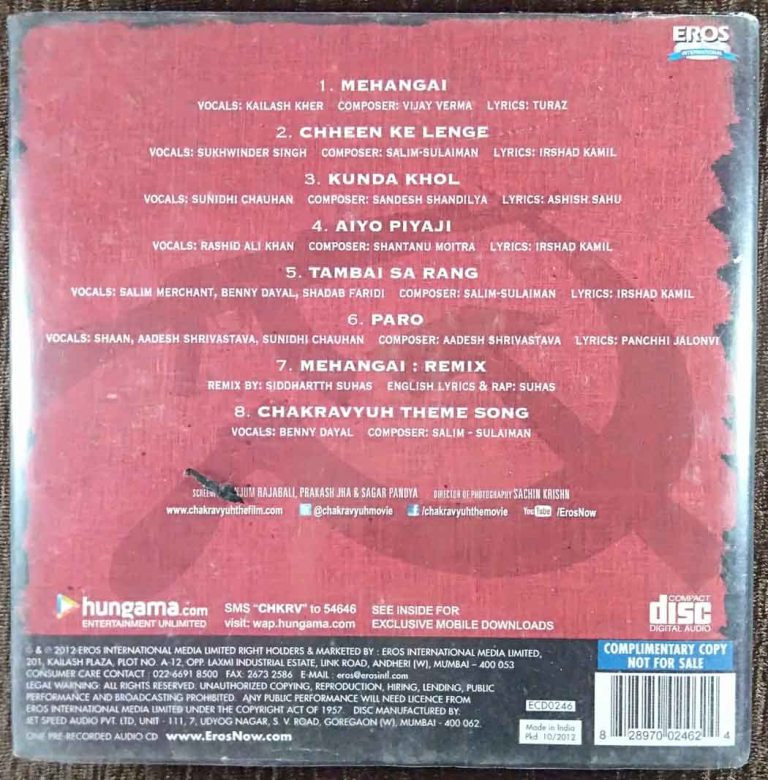 EROS
INTERNATIONAL
1. MEHANGAI
VOCALS: KAILASH KHER COMPOSER: VIJAY VERMA LYRICS: TURAZ
2. CHHEEN KE LENGE
VOCALS: SUKHWINDER SINGH COMPOSER: SALIM-SULAIMAN LYRICS: IRSHAD KAMIL
3. KUNDA KHOL
VOCALS: SUNIDHI CHAUHAN COMPOSER: SANDESH SHANDILYA LYRICS: ASHISH SAHU
4. AIYO PIYAJI
VOCALS: RASHID ALI KHAN COMPOSER: SHANTANU MOITRA LYRICS: IRSHAD KAMIL
5. TAMBAI SA RANG
VOCALS: SALIM MERCHANT, BENNY DAYAL, SHADAB FARIDI COMPOSER: SALIM-SULAIMAN LYRICS: IRSHAD KAMIL
6. PARO
VOCALS: SHAAN, AADESH SHRIVASTAVA, SUNIDHI CHAUHAN COMPOSER: AADESH SHRIVASTAVA LYRICS: PANCHHI JALONVI
7. MEHANGAI : REMIX
REMIX BY: SIDDHARTTH SUHAS ENGLISH LYRICS & RAP: SUHAS
8. CHAKRAVYUH THEME SONG
VOCALS: BENNY DAYAL COMPOSER: SALIM - SULAIMAN
RAJABALI, PRAKASH JHA & SAGAR PANDYA DIRECTOR OF PHOTOGRAPHY SACHIN KRISHN
www.chakravyuhthefilm.com @chakravyuhmovie f /chakravyuhthemovie YouTube /ErosNow
hungama.com
ENTERTAINMENT UNLIMITED
SMS "CHKRV" to 54646
visit: wap.hungama.com
SEE INSIDE FOR
EXCLUSIVE MOBILE DOWNLOADS
COMPACT
disc
DIGITAL AUDIO
© & ℗ 2012 EROS INTERNATIONAL MEDIA LIMITED RIGHT HOLDERS & MARKETED BY : EROS INTERNATIONAL MEDIA LIMITED,
201, KAILASH PLAZA, PLOT NO. A-12, OPP. LAXMI INDUSTRIAL ESTATE, LINK ROAD, ANDHERI (W), MUMBAI – 400 053
CONSUMER CARE CONTACT : 022-6691 8500 FAX: 2673 2586 E-MAIL : eros@erosintl.com
LEGAL WARNING: ALL RIGHTS RESERVED. UNAUTHORIZED COPYING, REPRODUCTION, HIRING, LENDING, PUBLIC
PERFORMANCE AND BROADCASTING PROHIBITED. ANY PUBLIC PERFORMANCE WILL NEED LICENCE FROM
EROS INTERNATIONAL MEDIA LIMITED UNDER THE COPYRIGHT ACT OF 1957. DISC MANUFACTURED BY:
JET SPEED AUDIO PVT. LTD, UNIT - 111, 7, UDYOG NAGAR, S. V. ROAD, GOREGAON (W), MUMBAI - 400 062.
ONE PRE-RECORDED AUDIO CD www.ErosNow.com
ECD0246
Made in India
Pkd 10/2012
COMPLIMENTARY COPY
NOT FOR SALE
8 28970 02462 4